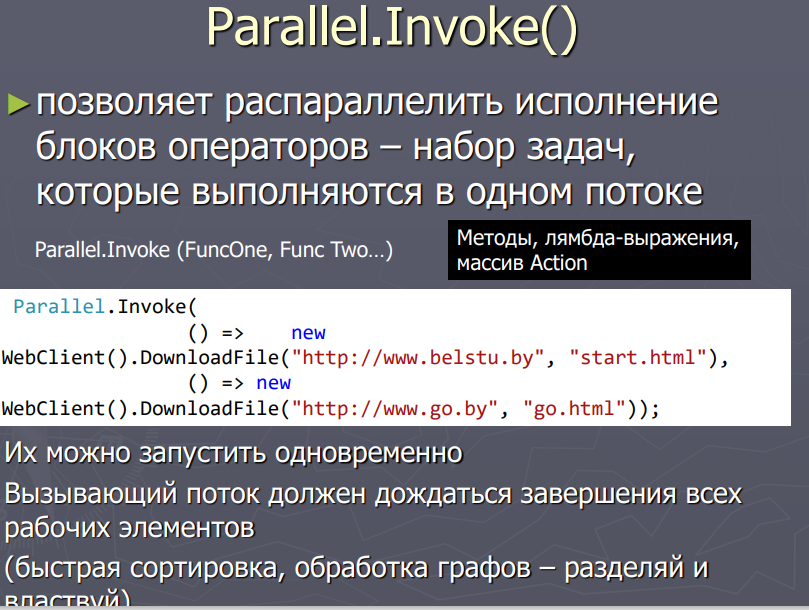 Parallel.Invoke()
►позволяет распараллелить исполнение
блоков операторов – набор задач,
которые выполняются в одном потоке
Parallel.Invoke (FuncOne, Func Two…)
Методы, лямбда-выражения,
массив Action
Parallel.Invoke(
() => new
WebClient().DownloadFile("http://www.belstu.by", "start.html"),
() => new
WebClient().DownloadFile("http://www.go.by", "go.html"));
Их можно запустить одновременно
Вызывающий поток должен дождаться завершения всех
рабочих элементов
(быстрая сортировка, обработка графов – разделяй и
властвуй)